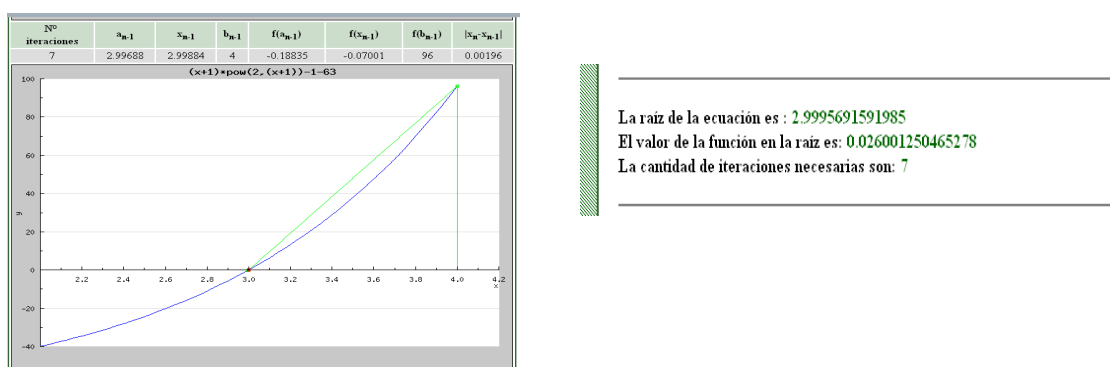 Nº iteraciones aₙ₋₁ xₙ₋₁ bₙ₋₁ f(aₙ₋₁) f(xₙ₋₁) f(bₙ₋₁) |xₙ-xₙ₋₁|
7 2.99688 2.99884 4 -0.18835 -0.07001 96 0.00196
(x+1)*pow(2,(x+1))-1-63
100
80
60
40
20
0
-20
-40
y
2.2 2.4 2.6 2.8 3.0 3.2 3.4 3.6 3.8 4.0 4.2
x
La raíz de la ecuación es : 2.9995691591985
El valor de la función en la raíz es: 0.026001250465278
La cantidad de iteraciones necesarias son: 7